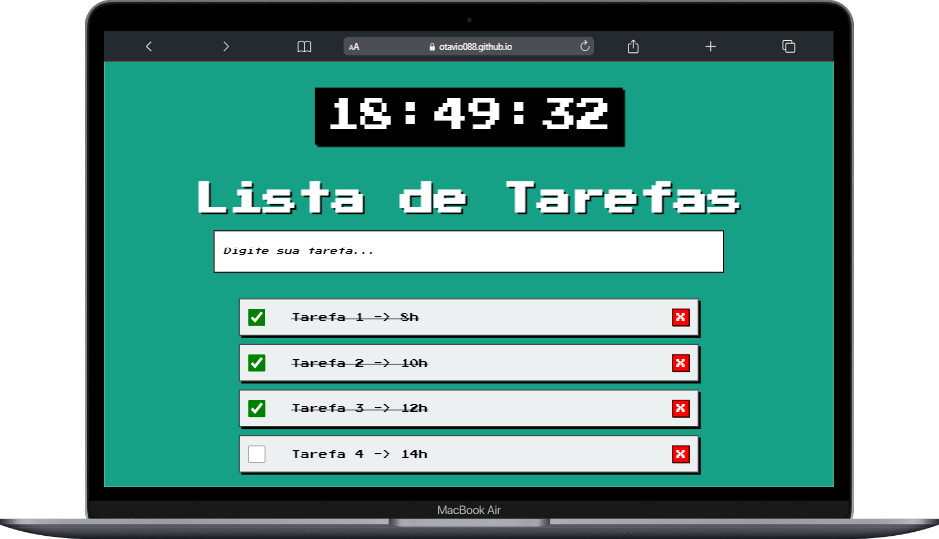 AA
otavio088.github.io
18:49:32
Lista de Tarefas
Digite sua tarefa...
Tarefa 1 -> 8h
Tarefa 2 -> 10h
Tarefa 3 -> 12h
Tarefa 4 -> 14h
MacBook Air